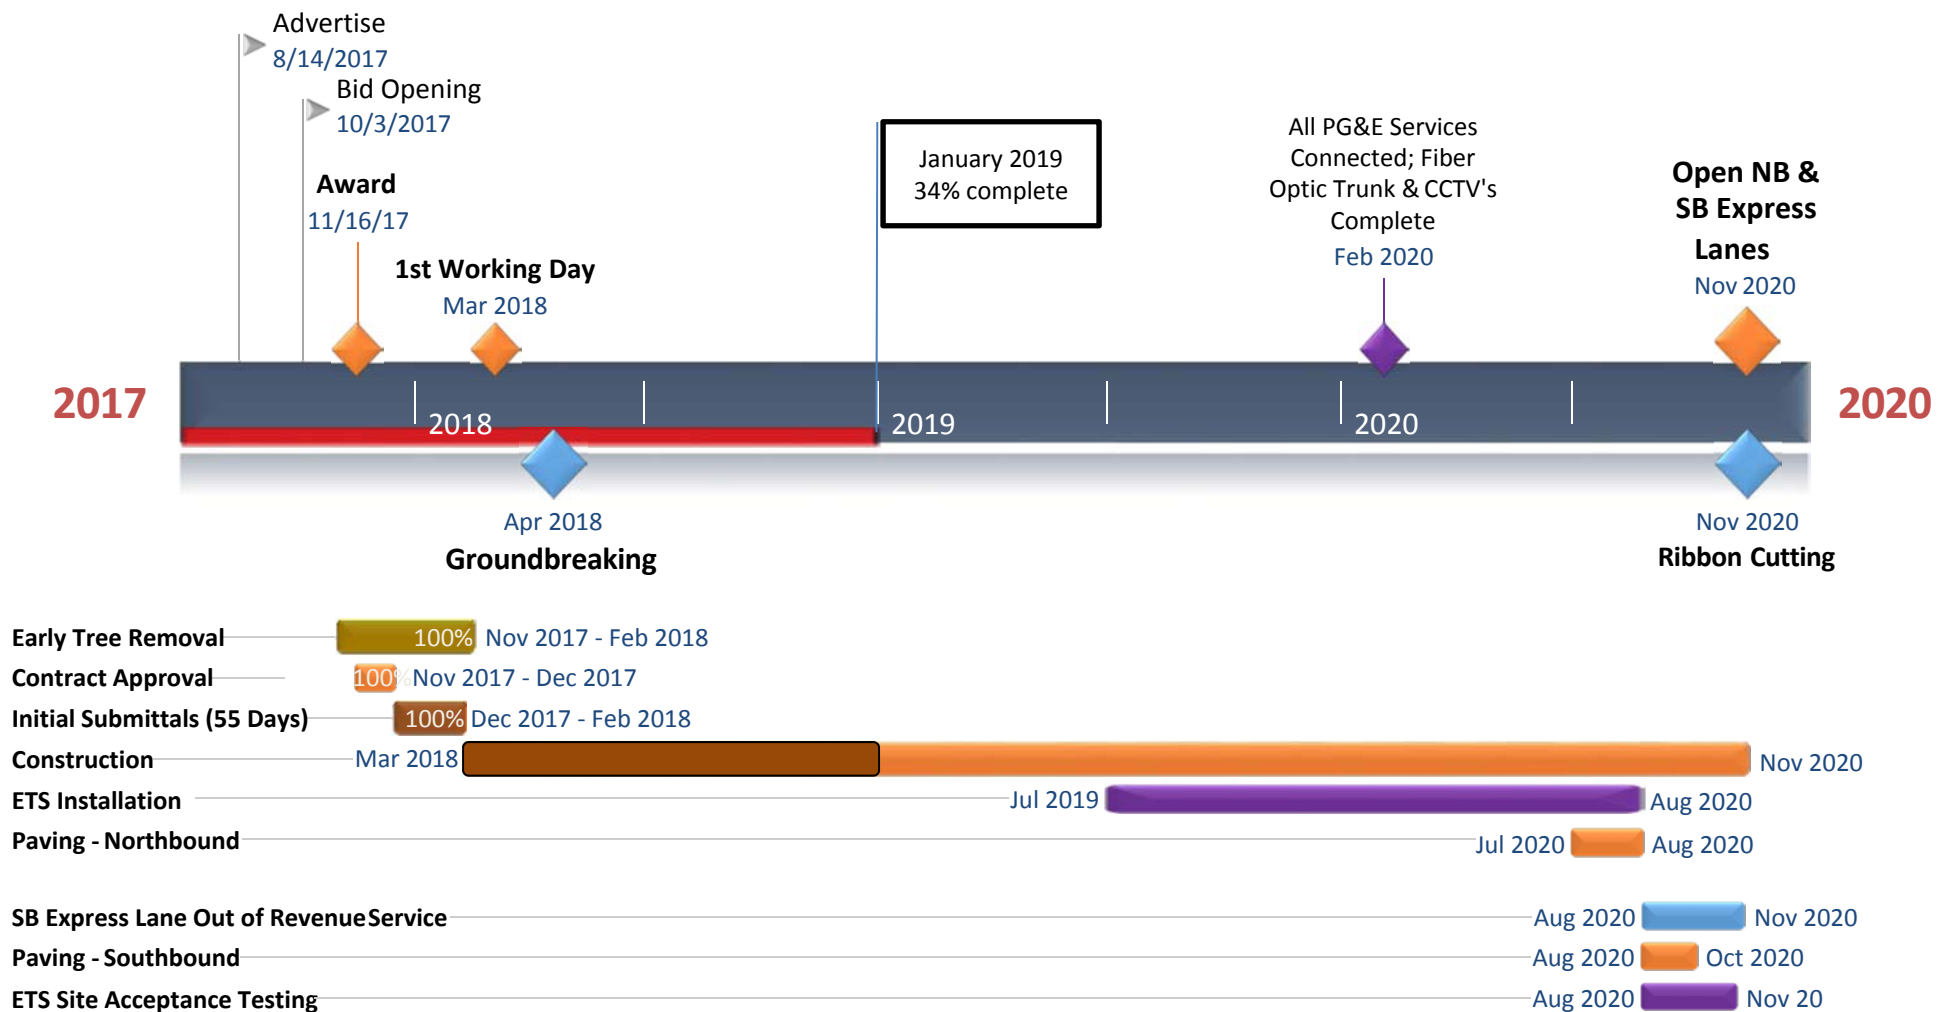 Advertise
8/14/2017
Bid Opening
10/3/2017
Award
11/16/17
1st Working Day
Mar 2018
January 2019
34% complete
All PG&E Services
Connected; Fiber
Optic Trunk & CCTV's
Complete
Feb 2020
Open NB &
SB Express
Lanes
Nov 2020
2017
2018
2019
2020
2020
Apr 2018
Groundbreaking
Nov 2020
Ribbon Cutting
Early Tree Removal 100% Nov 2017 - Feb 2018
Contract Approval 100% Nov 2017 - Dec 2017
Initial Submittals (55 Days) 100% Dec 2017 - Feb 2018
Construction Mar 2018 Nov 2020
ETS Installation Jul 2019 Aug 2020
Paving - Northbound Jul 2020 Aug 2020
SB Express Lane Out of Revenue Service Aug 2020 Nov 2020
Paving - Southbound Aug 2020 Oct 2020
ETS Site Acceptance Testing Aug 2020 Nov 20